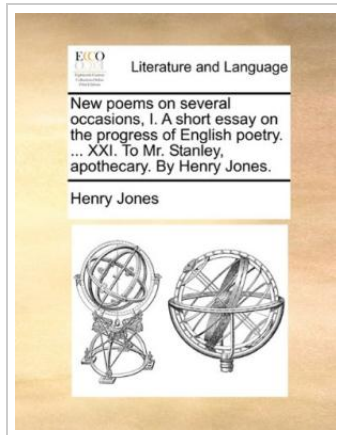 ECCO
Literature and Language
New poems on several
occasions, I. A short essay on
the progress of English poetry.
... XXI. To Mr. Stanley,
apothecary. By Henry Jones.
Henry Jones